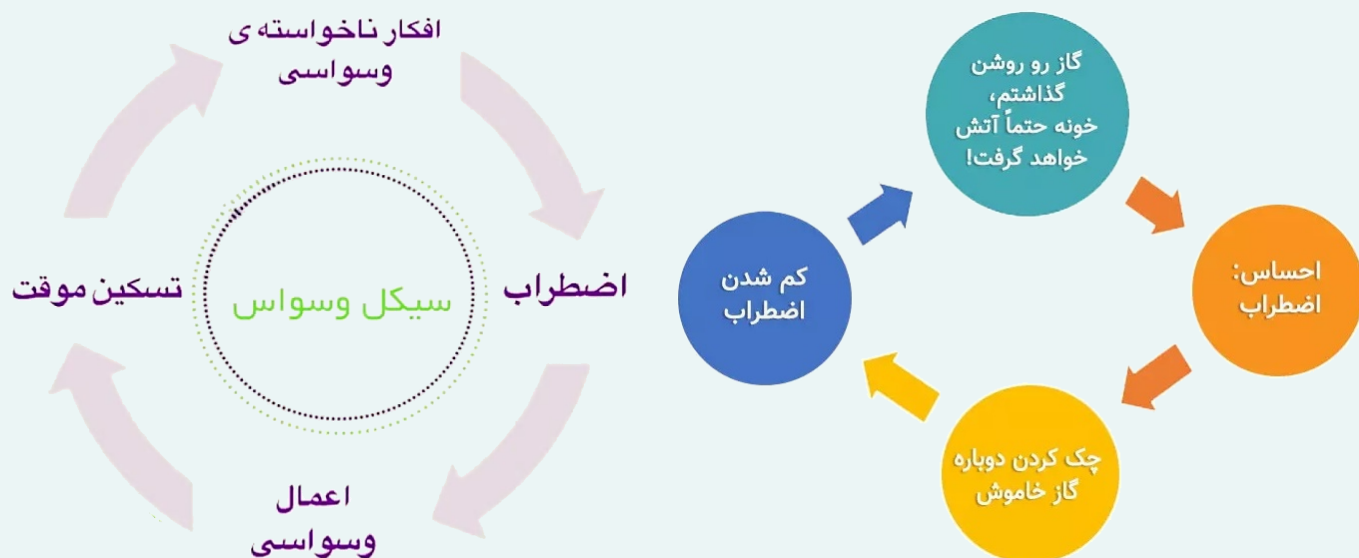 افکار ناخواسته ی
وسواسی
اضطراب
اعمال
وسواسی
تسکین موقت
سیکل وسواس
گاز رو روشن
گذاشتم،
خونه حتماً آتش
خواهد گرفت!
احساس:
اضطراب
چک کردن دوباره
گاز خاموش
کم شدن
اضطراب